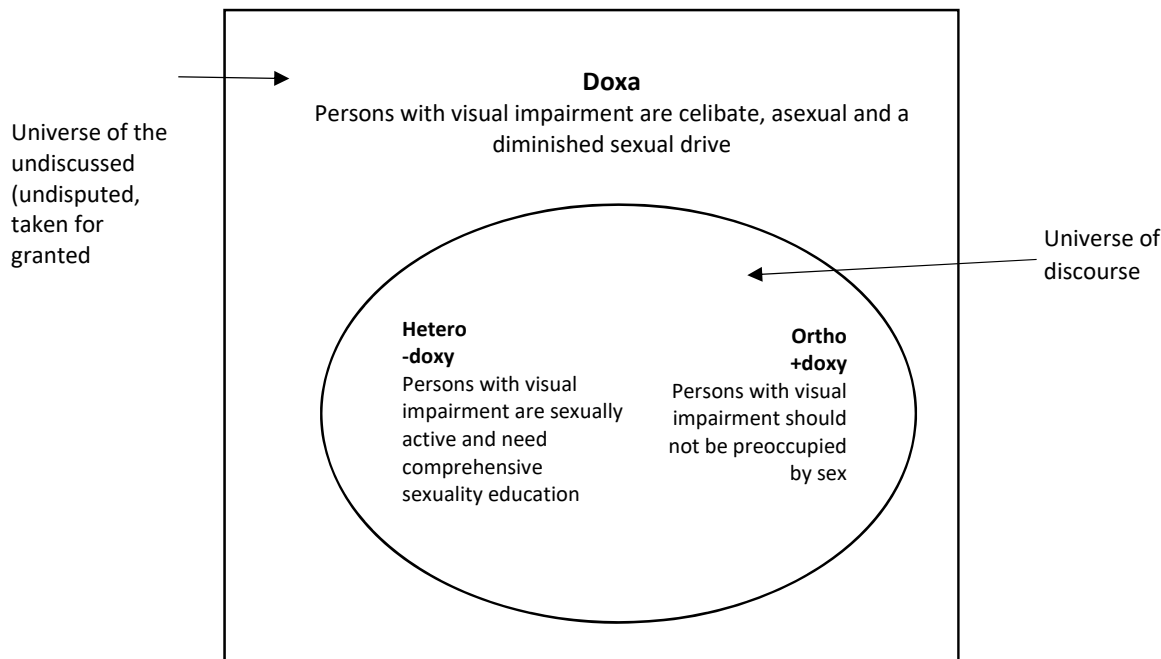 Doxa
Persons with visual impairment are celibate, asexual and a
diminished sexual drive
Universe of the
undiscussed
(undisputed,
taken for
granted
Universe of
discourse
Hetero
-doxy
Persons with visual
impairment are sexually
active and need
comprehensive
sexuality education
Ortho
+doxy
Persons with visual
impairment should
not be preoccupied
by sex